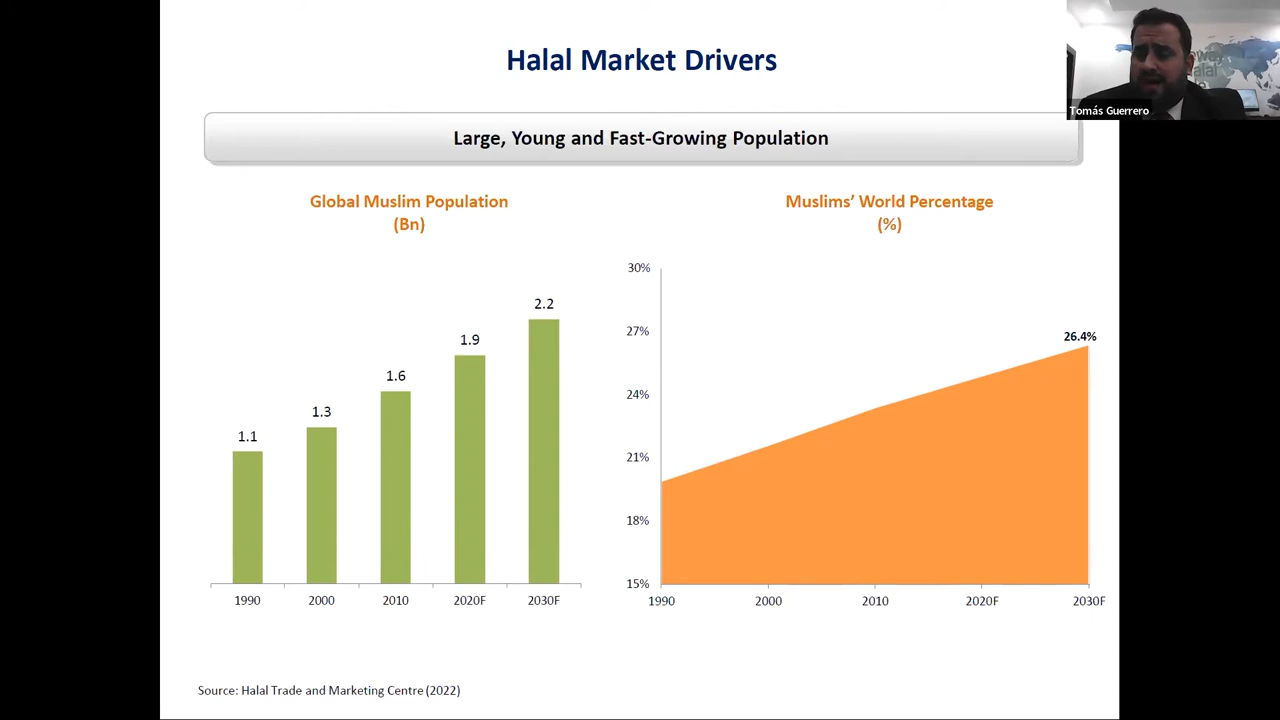 Halal Market Drivers
Tomás Guerrero
Large, Young and Fast-Growing Population
Global Muslim Population
(Bn)
1.1
1.3
1.6
1.9
2.2
1990
2000
2010
2020F
2030F
Muslims’ World Percentage
(%)
30%
27%
24%
21%
18%
15%
26.4%
1990
2000
2010
2020F
2030F
Source: Halal Trade and Marketing Centre (2022)